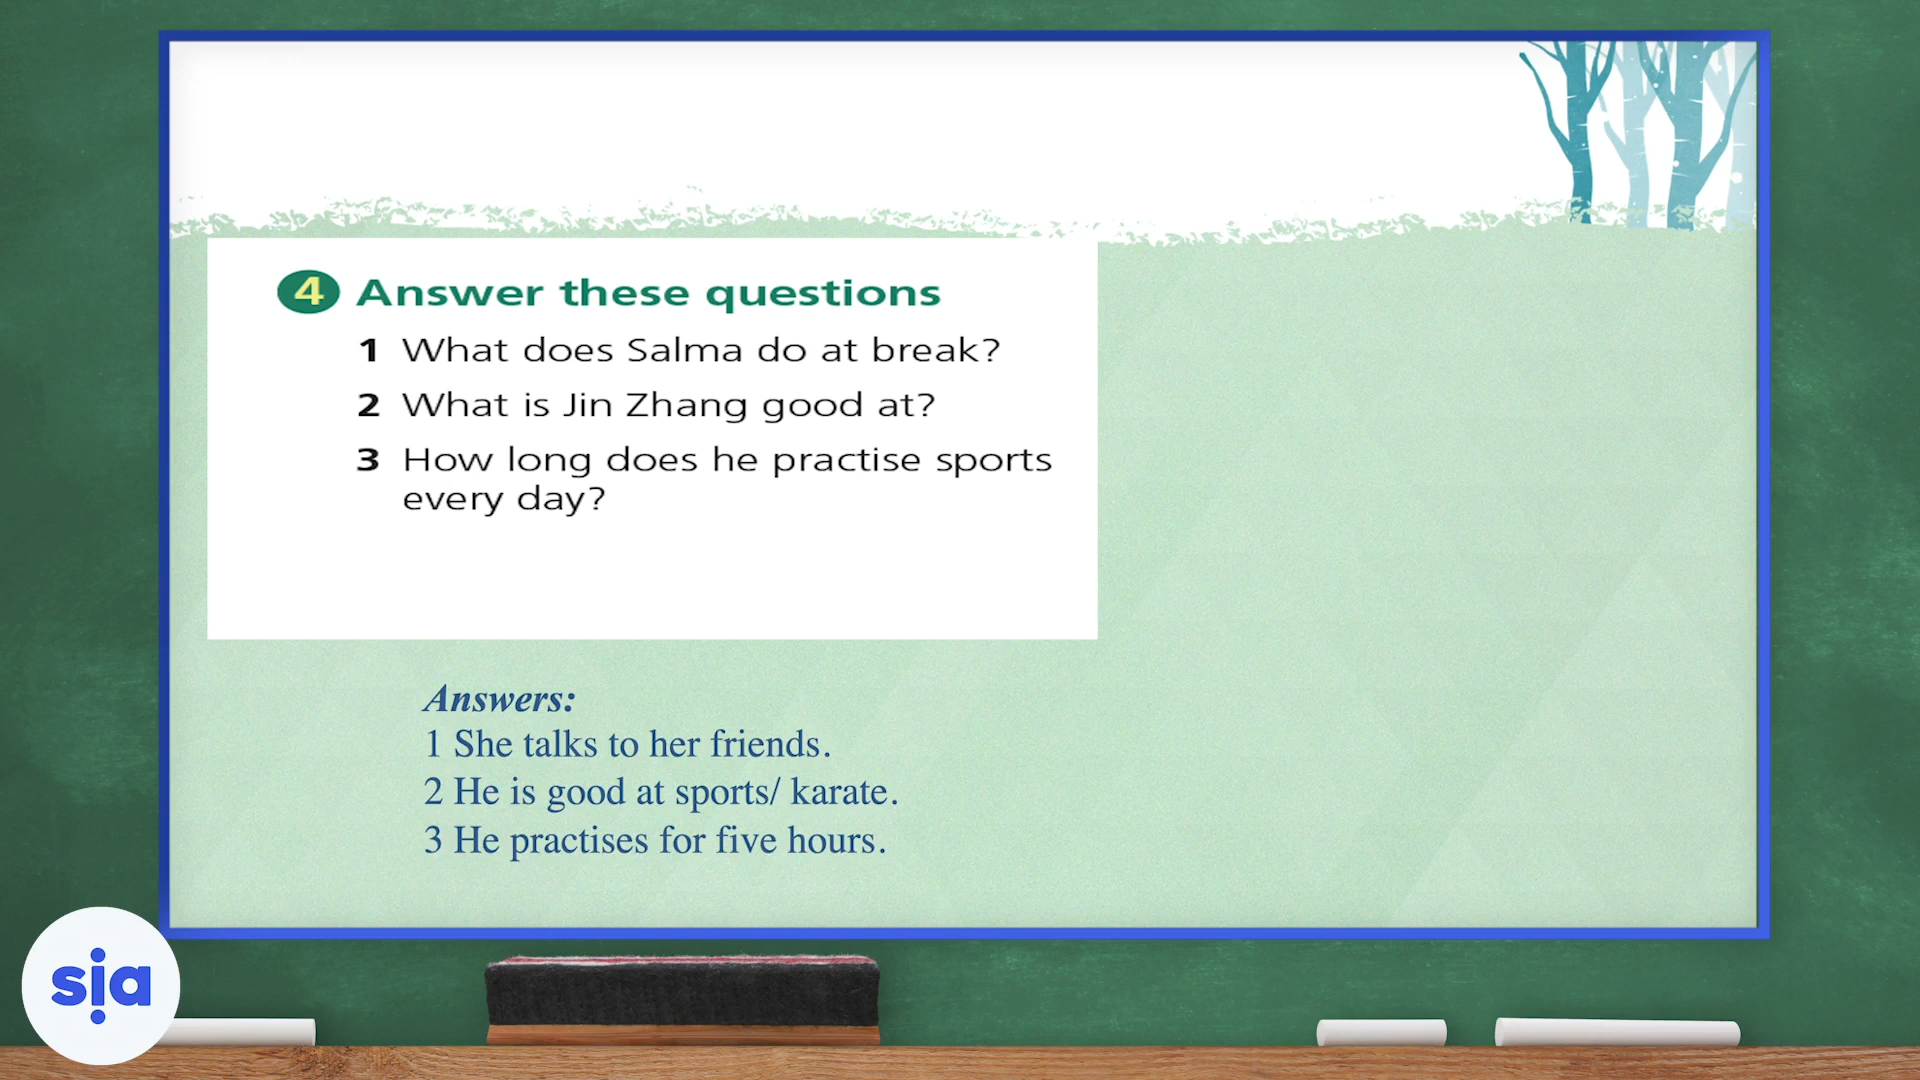 4 Answer these questions
1 What does Salma do at break?
2 What is Jin Zhang good at?
3 How long does he practise sports
every day?
Answers:
1 She talks to her friends.
2 He is good at sports/ karate.
3 He practises for five hours.
sia